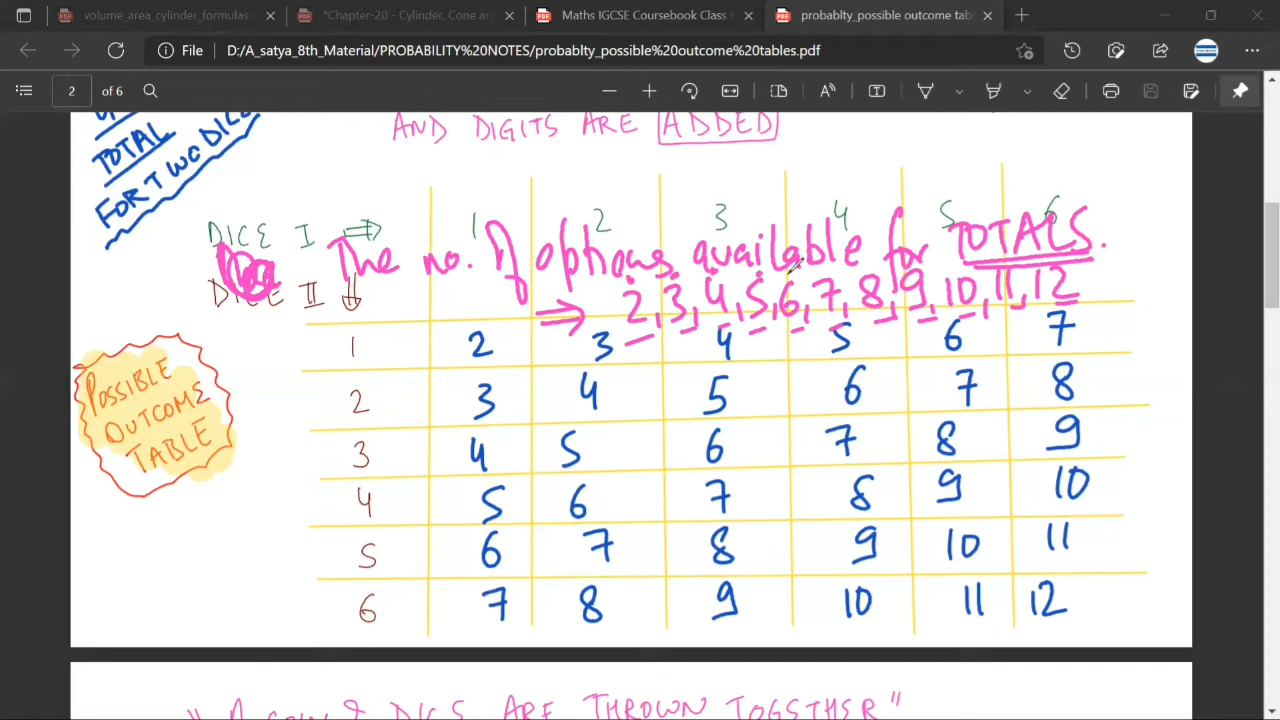 volume_area_cylinder_formulas.
*Chapter-20 - Cylinder, Cone an
Maths IGCSE Coursebook Class
probablty_possible outcome tabl
File
D:/A_satya_8th_Material/PROBABILITY%20NOTES/probablty_possible%20outcome%20tables.pdf
2 of 6
AND DIGITS ARE ADDED
TOTAL
FOR TWO DICE
DICE I ⇒ 1 2 3 4 5 6
The no. of options available for TOTALS.
DICE II ⇓
⇒ 2, 3, 4, 5, 6, 7, 8, 9, 10, 11, 12
1 2 3 4 5 6 7
2 3 4 5 6 7 8
3 4 5 6 7 8 9
4 5 6 7 8 9 10
5 6 7 8 9 10 11
6 7 8 9 10 11 12
POSSIBLE
OUTCOME
TABLE
DICS ARE THROWN TOGETHER"